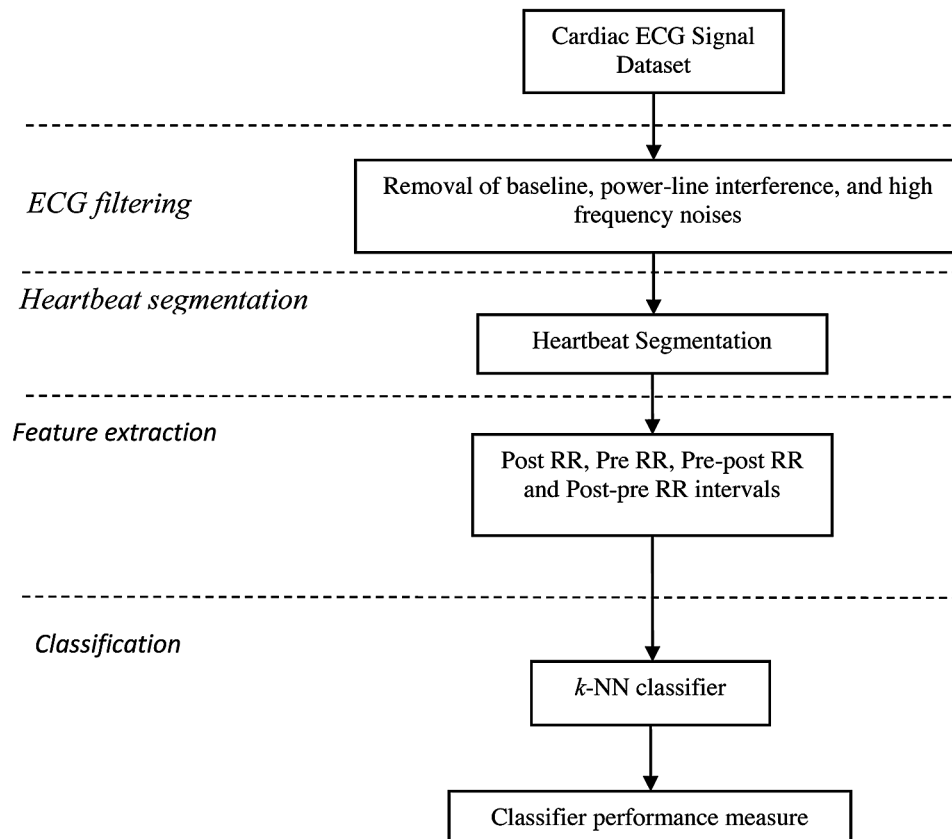 Cardiac ECG Signal
Dataset
ECG filtering
Removal of baseline, power-line interference, and high
frequency noises
Heartbeat segmentation
Heartbeat Segmentation
Feature extraction
Post RR, Pre RR, Pre-post RR
and Post-pre RR intervals
Classification
k-NN classifier
Classifier performance measure